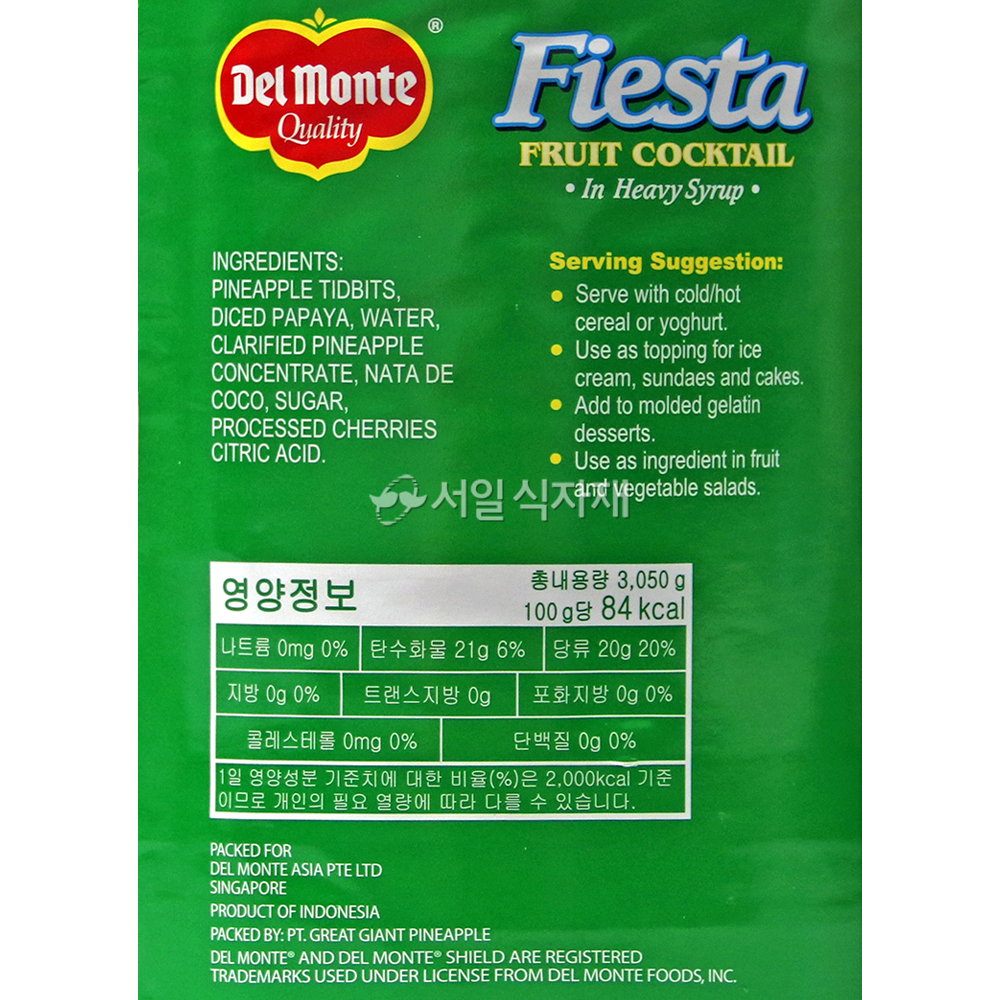 Del Monte
®
Quality
Fiesta
FRUIT COCKTAIL
• In Heavy Syrup •
INGREDIENTS:
PINEAPPLE TIDBITS,
DICED PAPAYA, WATER,
CLARIFIED PINEAPPLE
CONCENTRATE, NATA DE
COCO, SUGAR,
PROCESSED CHERRIES
CITRIC ACID.
Serving Suggestion:
• Serve with cold/hot
cereal or yoghurt.
• Use as topping for ice
cream, sundaes and cakes.
• Add to molded gelatin
desserts.
• Use as ingredient in fruit
and vegetable salads.
서일식자재
영양정보
총내용량 3,050 g
100 g당 84 kcal
나트륨 0mg 0% 탄수화물 21g 6% 당류 20g 20%
지방 0g 0% 트랜스지방 0g 포화지방 0g 0%
콜레스테롤 0mg 0% 단백질 0g 0%
1일 영양성분 기준치에 대한 비율(%)은 2,000kcal 기준
이므로 개인의 필요 열량에 따라 다를 수 있습니다.
PACKED FOR
DEL MONTE ASIA PTE LTD
SINGAPORE
PRODUCT OF INDONESIA
PACKED BY: PT. GREAT GIANT PINEAPPLE
DEL MONTE® AND DEL MONTE® SHIELD ARE REGISTERED
TRADEMARKS USED UNDER LICENSE FROM DEL MONTE FOODS, INC.